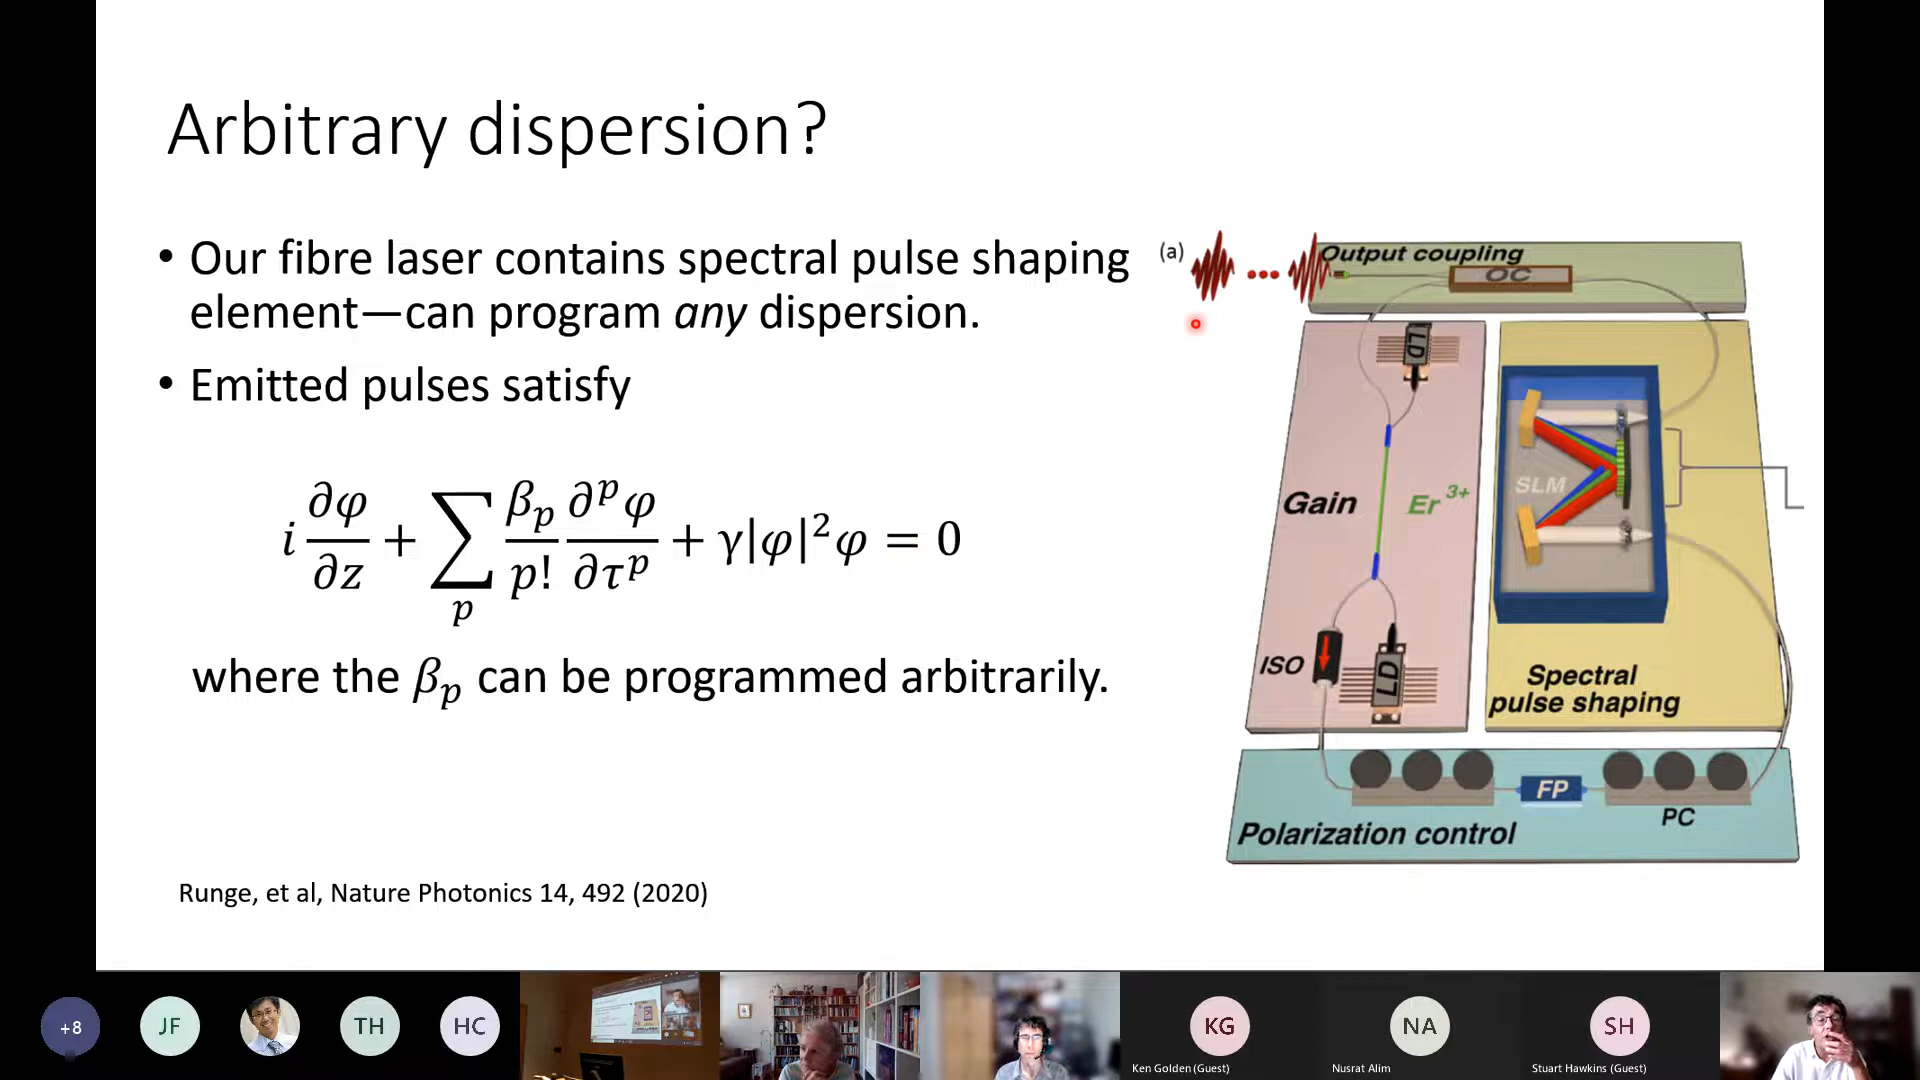 Arbitrary dispersion?
• Our fibre laser contains spectral pulse shaping
element—can program any dispersion.
• Emitted pulses satisfy
i ∂φ/∂z + ∑_p β_p/p! ∂^pφ/∂τ^p + γ|φ|²φ = 0
where the β_p can be programmed arbitrarily.
Runge, et al, Nature Photonics 14, 492 (2020)
(a)
Output coupling
OC
LD
Gain
Er 3+
SLM
ISO
LD
Spectral
pulse shaping
FP
PC
Polarization control
+8
JF
TH
HC
KG
NA
SH
Ken Golden (Guest)
Nusrat Alim
Stuart Hawkins (Guest)